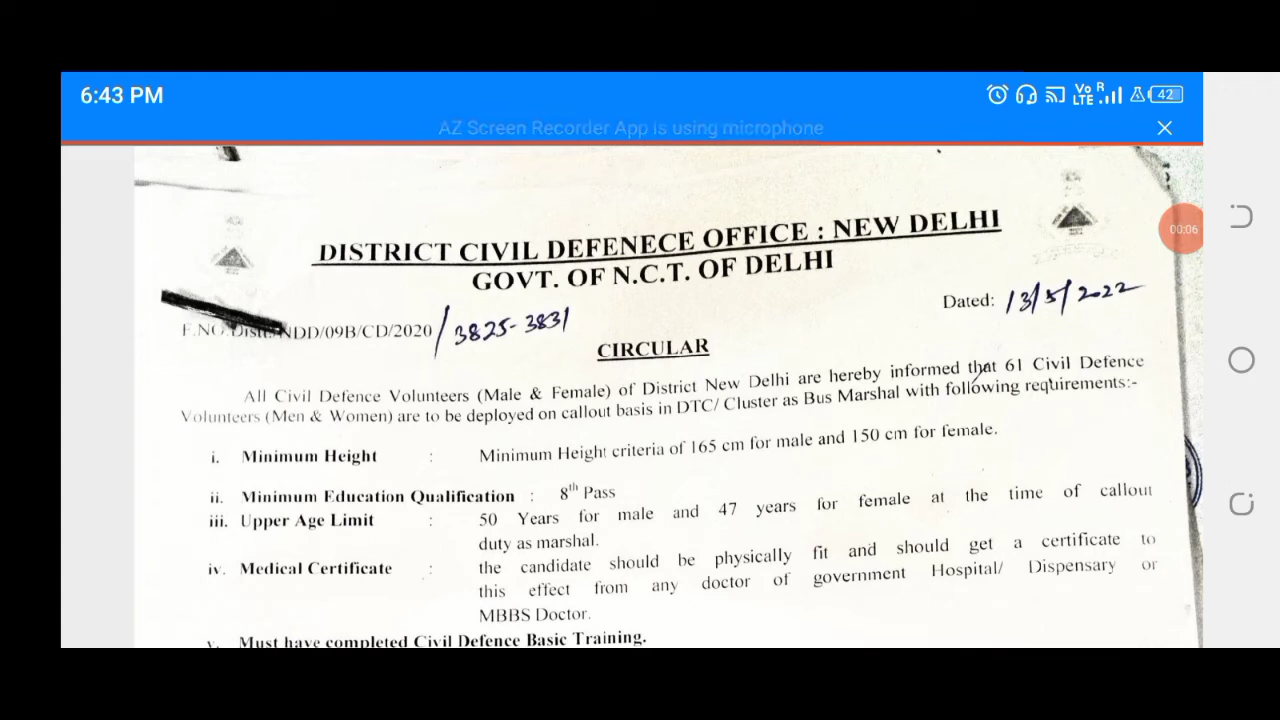 6:43 PM
Vo R
LTE
42
AZ Screen Recorder App is using microphone
DISTRICT CIVIL DEFENECE OFFICE : NEW DELHI
GOVT. OF N.C.T. OF DELHI
00:06
Dated: 13/5/2022
F.NO.Distt. NDD/09B/CD/2020 / 3825-3831
CIRCULAR
All Civil Defence Volunteers (Male & Female) of District New Delhi are hereby informed that 61 Civil Defence
Volunteers (Men & Women) are to be deployed on callout basis in DTC/ Cluster as Bus Marshal with following requirements:-
i. Minimum Height : Minimum Height criteria of 165 cm for male and 150 cm for female.
ii. Minimum Education Qualification : 8th Pass
iii. Upper Age Limit : 50 Years for male and 47 years for female at the time of callout
duty as marshal.
iv. Medical Certificate : the candidate should be physically fit and should get a certificate to
this effect from any doctor of government Hospital/ Dispensary or
MBBS Doctor.
v. Must have completed Civil Defence Basic Training.